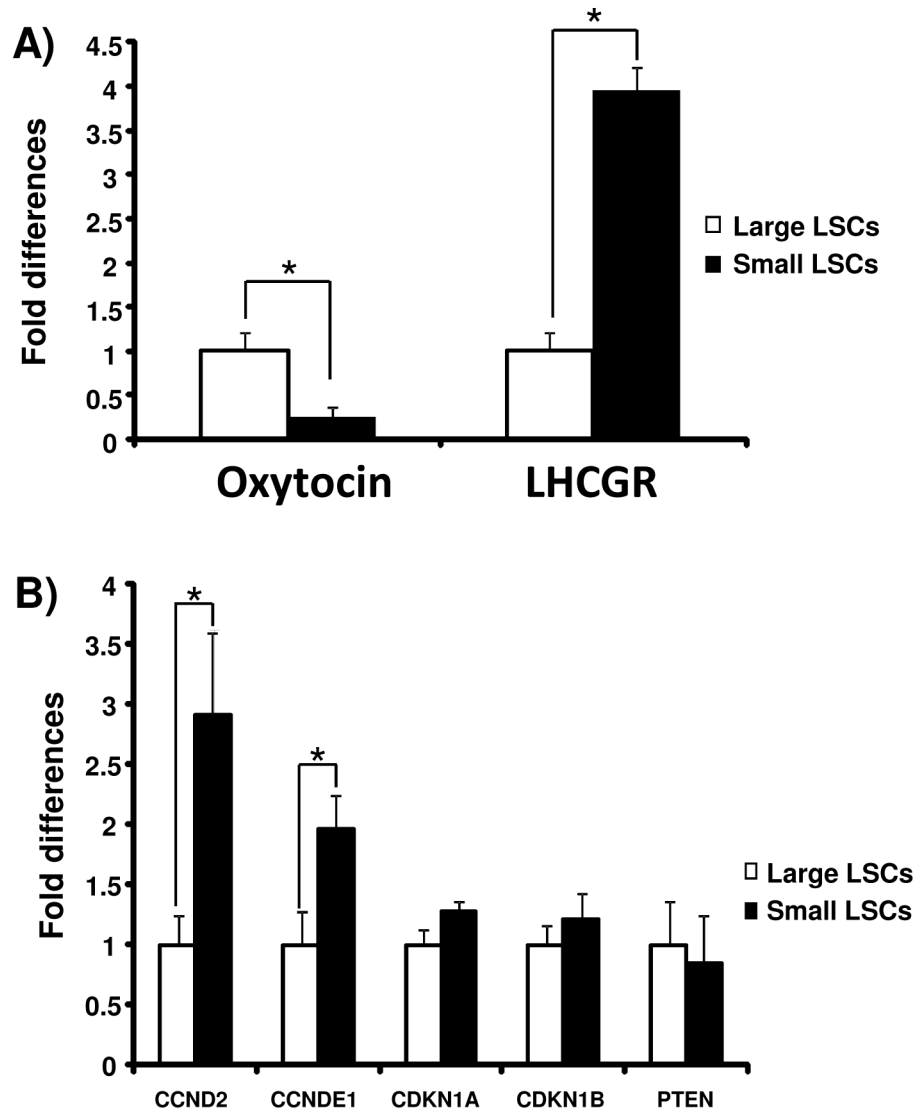 A)
Fold differences
4.5
4
3.5
3
2.5
2
1.5
1
0.5
0
*
*
Oxytocin LHCGR
Large LSCs
Small LSCs
B)
Fold differences
4
3.5
3
2.5
2
1.5
1
0.5
0
*
*
CCND2 CCNDE1 CDKN1A CDKN1B PTEN
Large LSCs
Small LSCs